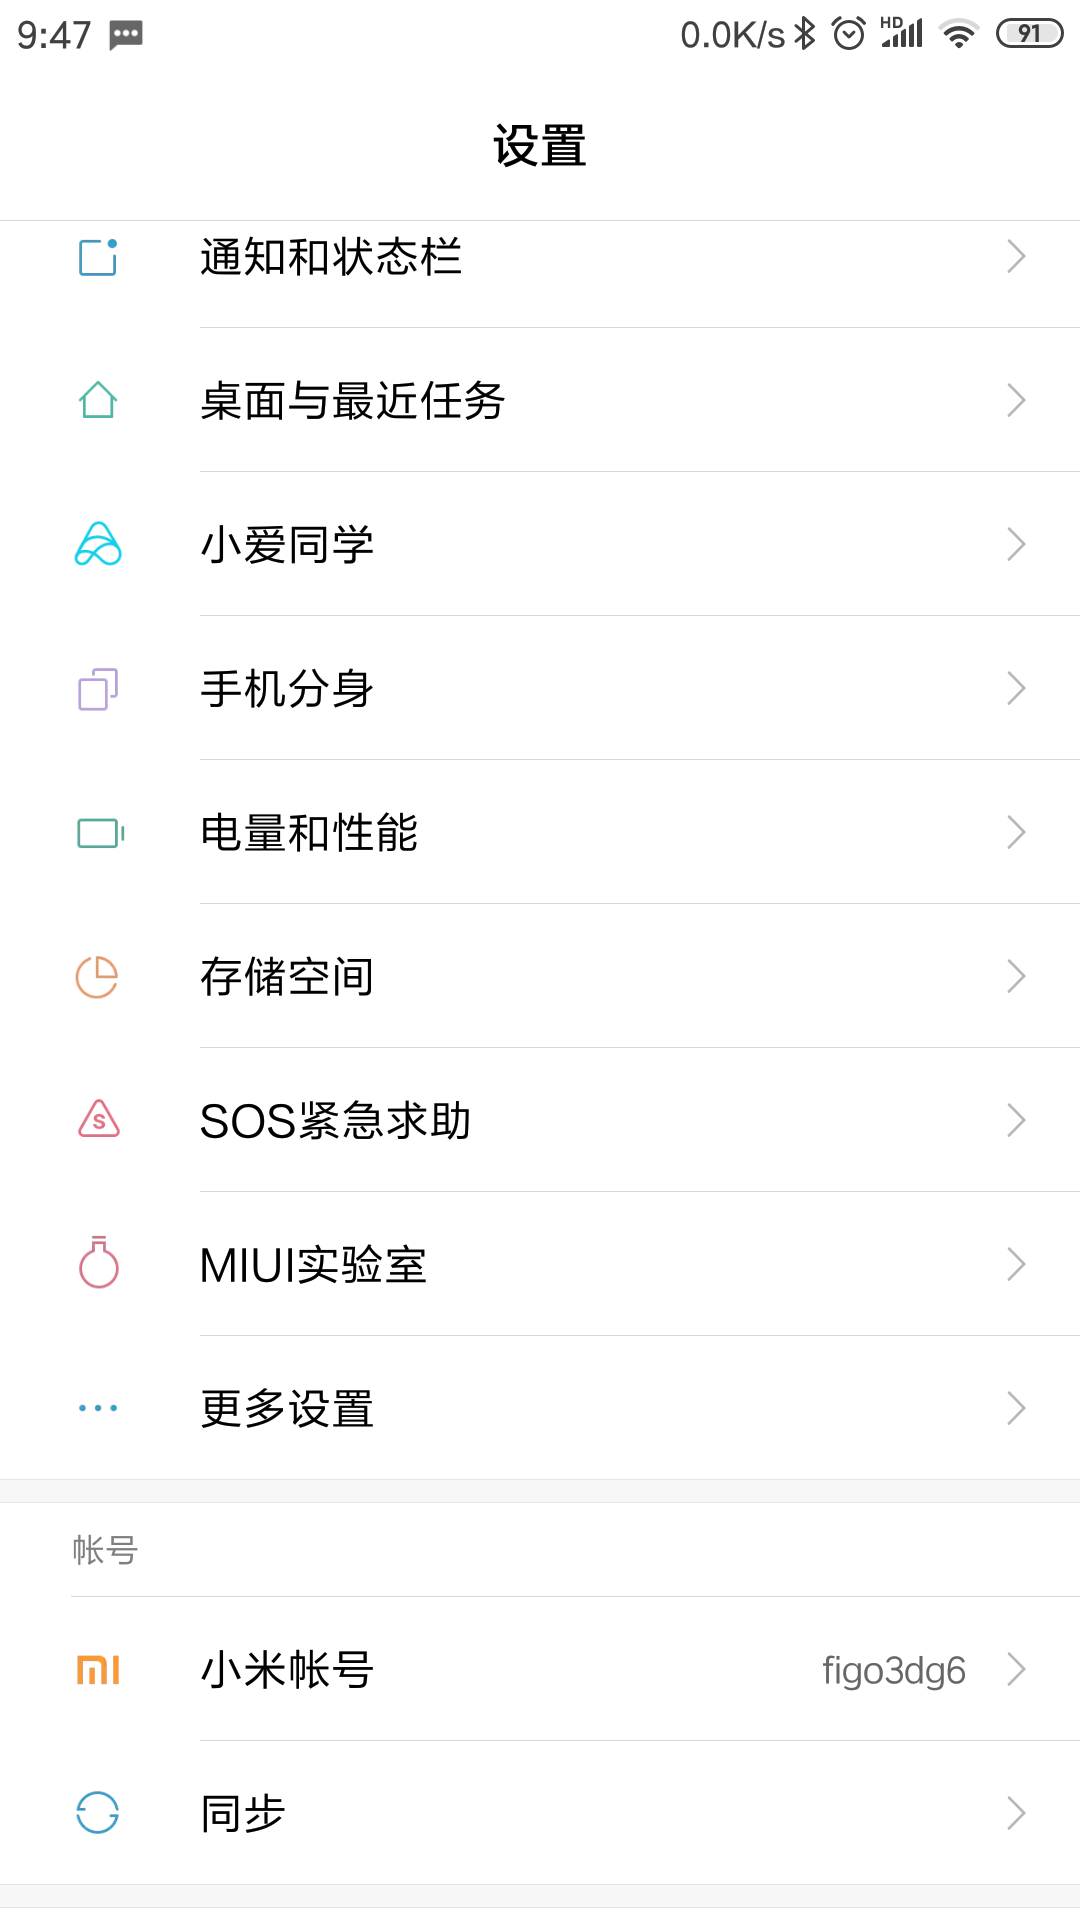 9:47 0.0K/s HD 91
设置
通知和状态栏
桌面与最近任务
小爱同学
手机分身
电量和性能
存储空间
S SOS紧急求助
MIUI实验室
更多设置
帐号
mi 小米帐号 figo3dg6
同步